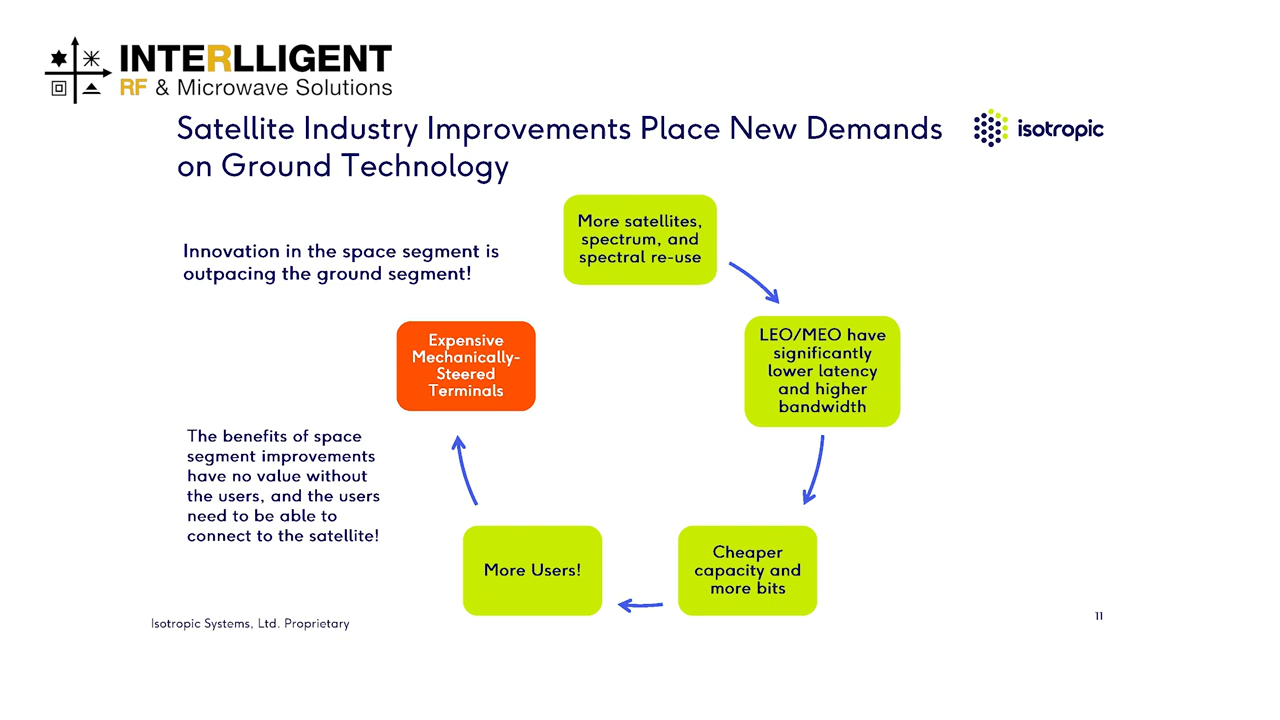 INTERLLIGENT
RF & Microwave Solutions
Satellite Industry Improvements Place New Demands
on Ground Technology
isotropic
More satellites,
spectrum, and
spectral re-use
Innovation in the space segment is
outpacing the ground segment!
LEO/MEO have
significantly
lower latency
and higher
bandwidth
Expensive
Mechanically-
Steered
Terminals
The benefits of space
segment improvements
have no value without
the users, and the users
need to be able to
connect to the satellite!
More Users!
Cheaper
capacity and
more bits
Isotropic Systems, Ltd. Proprietary
11